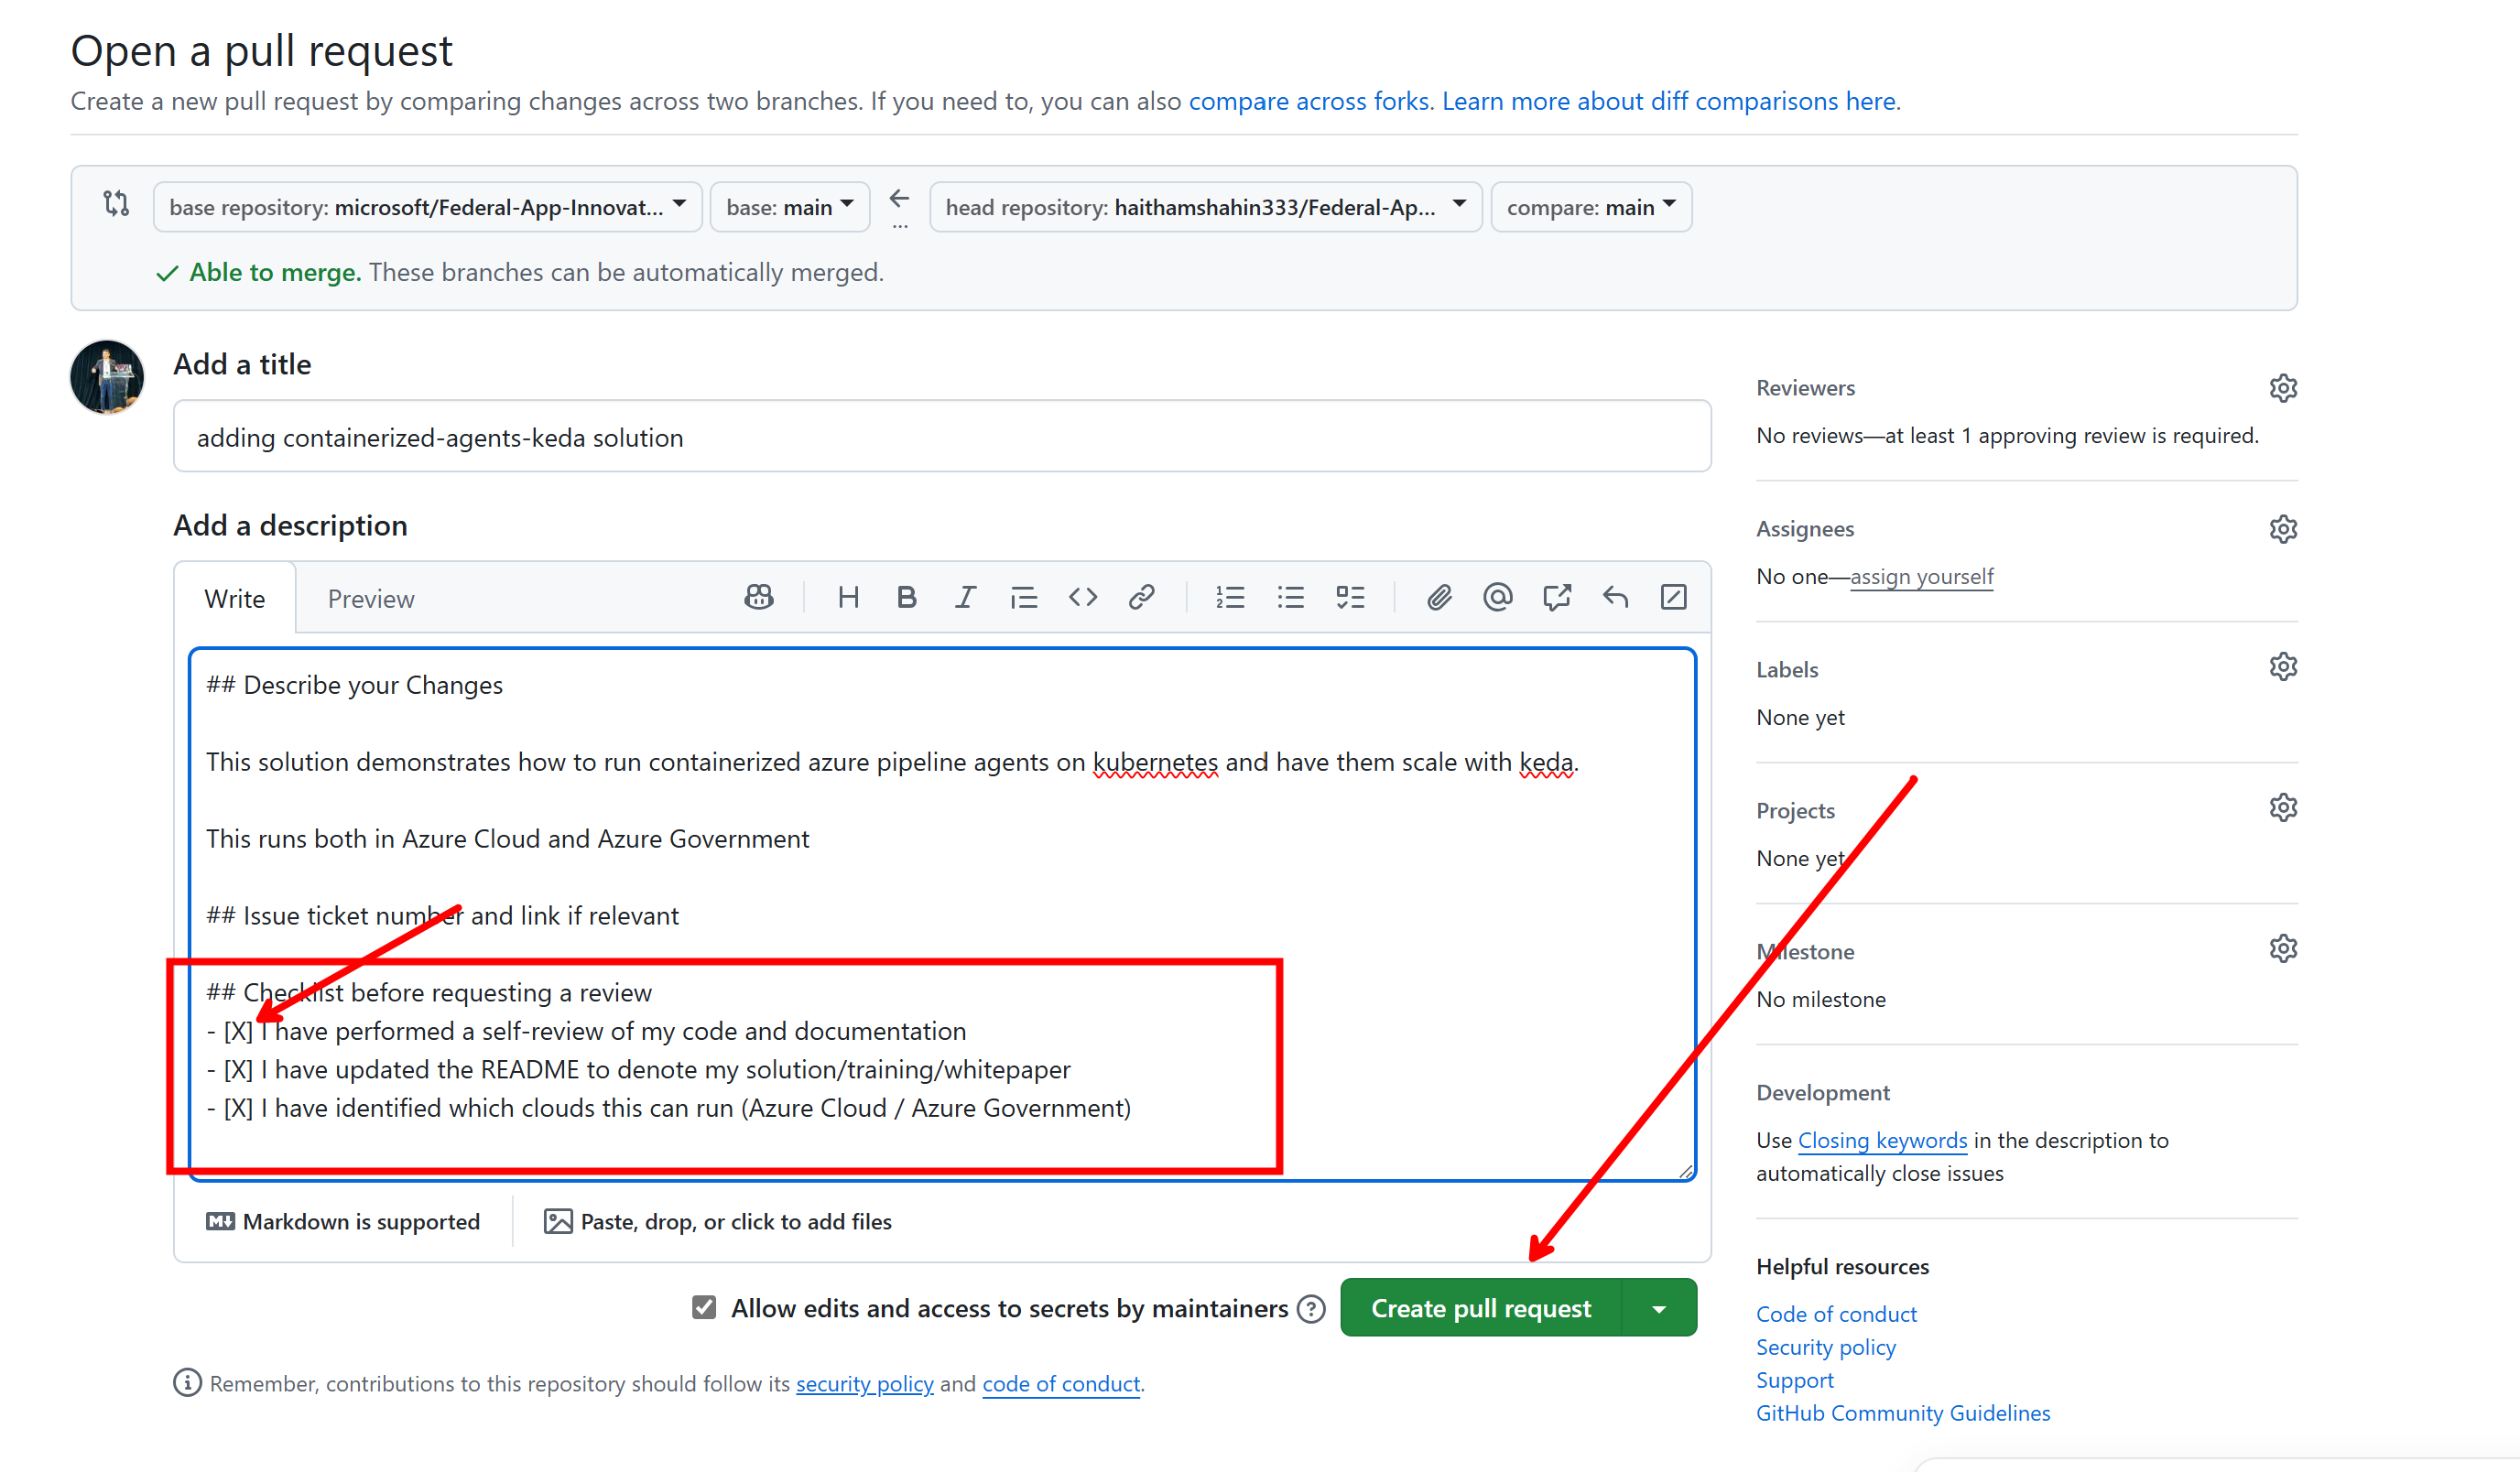 Open a pull request
Create a new pull request by comparing changes across two branches. If you need to, you can also compare across forks. Learn more about diff comparisons here.
base repository: microsoft/Federal-App-Innovat... base: main ... head repository: haithamshahin333/Federal-Ap... compare: main
Able to merge. These branches can be automatically merged.
Add a title
adding containerized-agents-keda solution
Add a description
Write Preview
## Describe your Changes
This solution demonstrates how to run containerized azure pipeline agents on kubernetes and have them scale with keda.
This runs both in Azure Cloud and Azure Government
## Issue ticket number and link if relevant
## Checklist before requesting a review
- [X] I have performed a self-review of my code and documentation
- [X] I have updated the README to denote my solution/training/whitepaper
- [X] I have identified which clouds this can run (Azure Cloud / Azure Government)
Markdown is supported
Paste, drop, or click to add files
Allow edits and access to secrets by maintainers
Create pull request
Remember, contributions to this repository should follow its security policy and code of conduct.
Reviewers
No reviews—at least 1 approving review is required.
Assignees
No one—assign yourself
Labels
None yet
Projects
None yet
Milestone
No milestone
Development
Use Closing keywords in the description to
automatically close issues
Helpful resources
Code of conduct
Security policy
Support
GitHub Community Guidelines